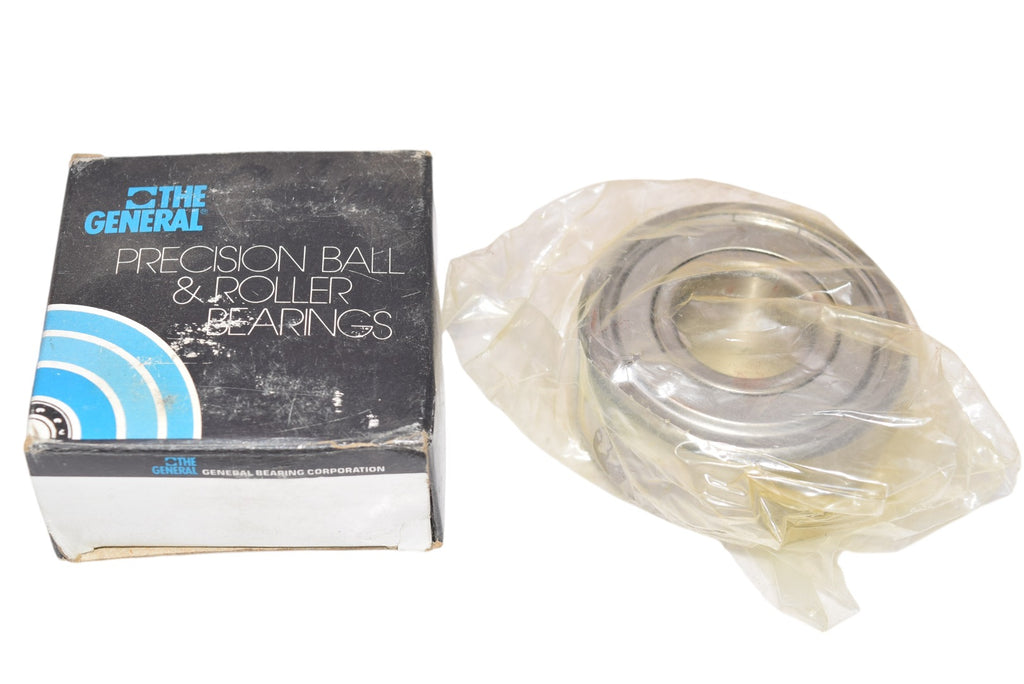 THE
GENERAL®
PRECISION BALL
& ROLLER
BEARINGS
THE
GENERAL GENERAL BEARING CORPORATION